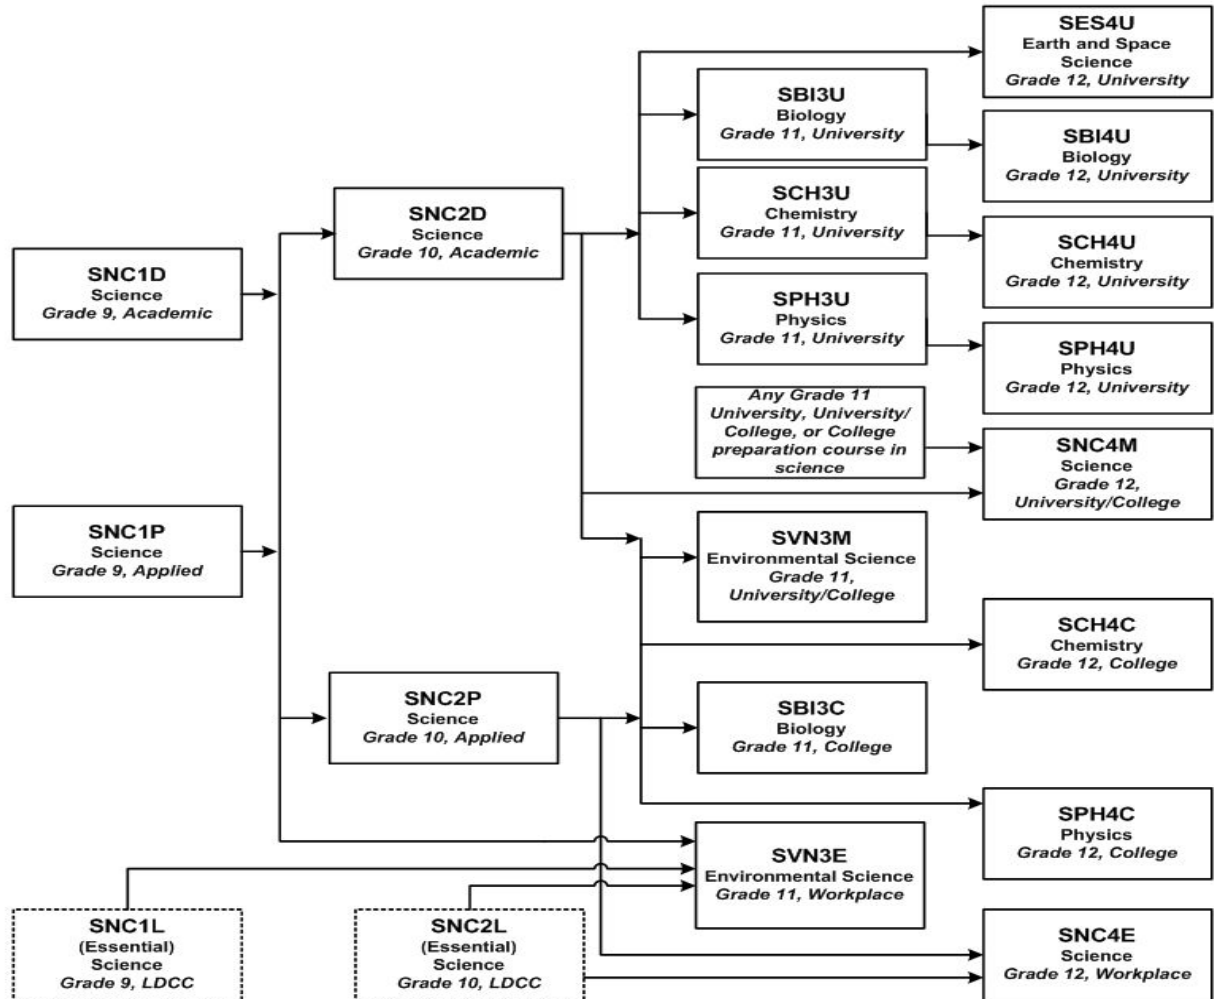 SES4U
Earth and Space
Science
Grade 12, University
SBI3U
Biology
Grade 11, University
SBI4U
Biology
Grade 12, University
SNC2D
Science
Grade 10, Academic
SCH3U
Chemistry
Grade 11, University
SCH4U
Chemistry
Grade 12, University
SNC1D
Science
Grade 9, Academic
SPH3U
Physics
Grade 11, University
SPH4U
Physics
Grade 12, University
Any Grade 11
University, University/
College, or College
preparation course in
science
SNC4M
Science
Grade 12,
University/College
SNC1P
Science
Grade 9, Applied
SVN3M
Environmental Science
Grade 11,
University/College
SCH4C
Chemistry
Grade 12, College
SNC2P
Science
Grade 10, Applied
SBI3C
Biology
Grade 11, College
SPH4C
Physics
Grade 12, College
SVN3E
Environmental Science
Grade 11, Workplace
SNC1L
(Essential)
Science
Grade 9, LDCC
SNC2L
(Essential)
Science
Grade 10, LDCC
SNC4E
Science
Grade 12, Workplace